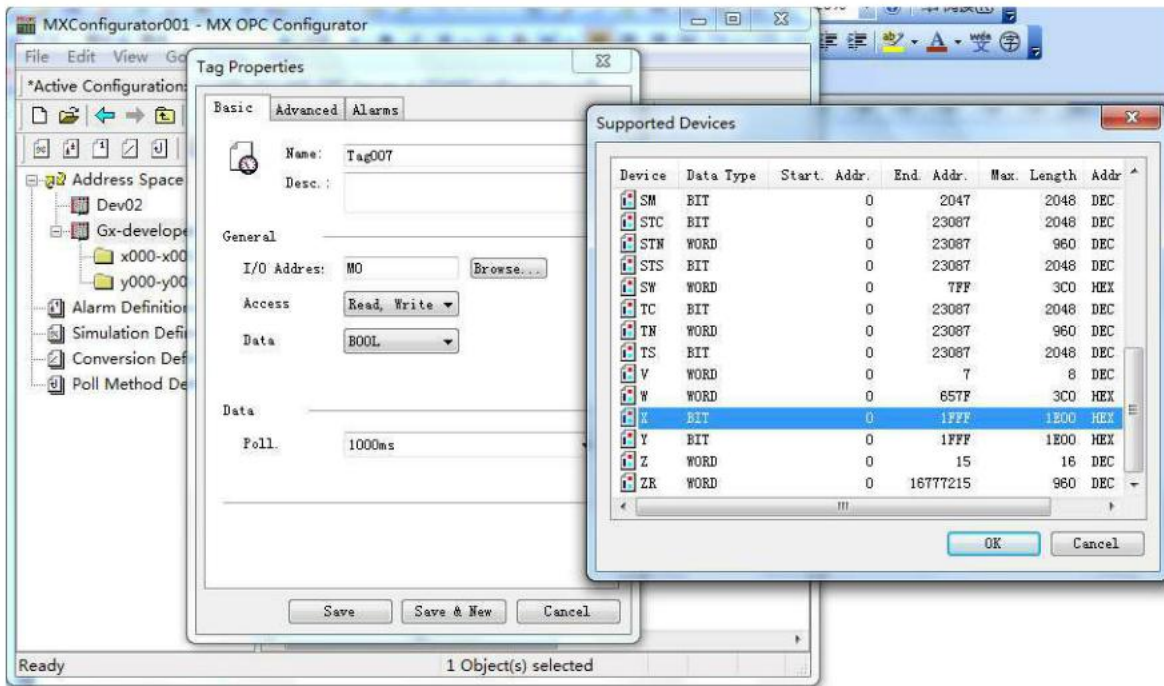 MXConfigurator001 - MX OPC Configurator
File Edit View Go
*Active Configuration:
Address Space
Dev02
Gx-develope
x000-x00
y000-y00
Alarm Definition
Simulation Defi
Conversion Def
Poll Method De
Ready
1 Object(s) selected
Tag Properties
Basic Advanced Alarms
Name: Tag007
Desc. :
General
I/O Addres: M0 Browse...
Access Read, Write
Data BOOL
Data
Poll. 1000ms
Save Save & New Cancel
Supported Devices
Device Data Type Start. Addr. End. Addr. Max. Length Addr
SM BIT 0 2047 2048 DEC
STC BIT 0 23087 2048 DEC
STN WORD 0 23087 960 DEC
STS BIT 0 23087 2048 DEC
SW WORD 0 7FF 3C0 HEX
TC BIT 0 23087 2048 DEC
TN WORD 0 23087 960 DEC
TS BIT 0 23087 2048 DEC
V WORD 0 7 8 DEC
W WORD 0 657F 3C0 HEX
X BIT 0 1FFF 1E00 HEX
Y BIT 0 1FFF 1E00 HEX
Z WORD 0 15 16 DEC
ZR WORD 0 16777215 960 DEC
OK Cancel